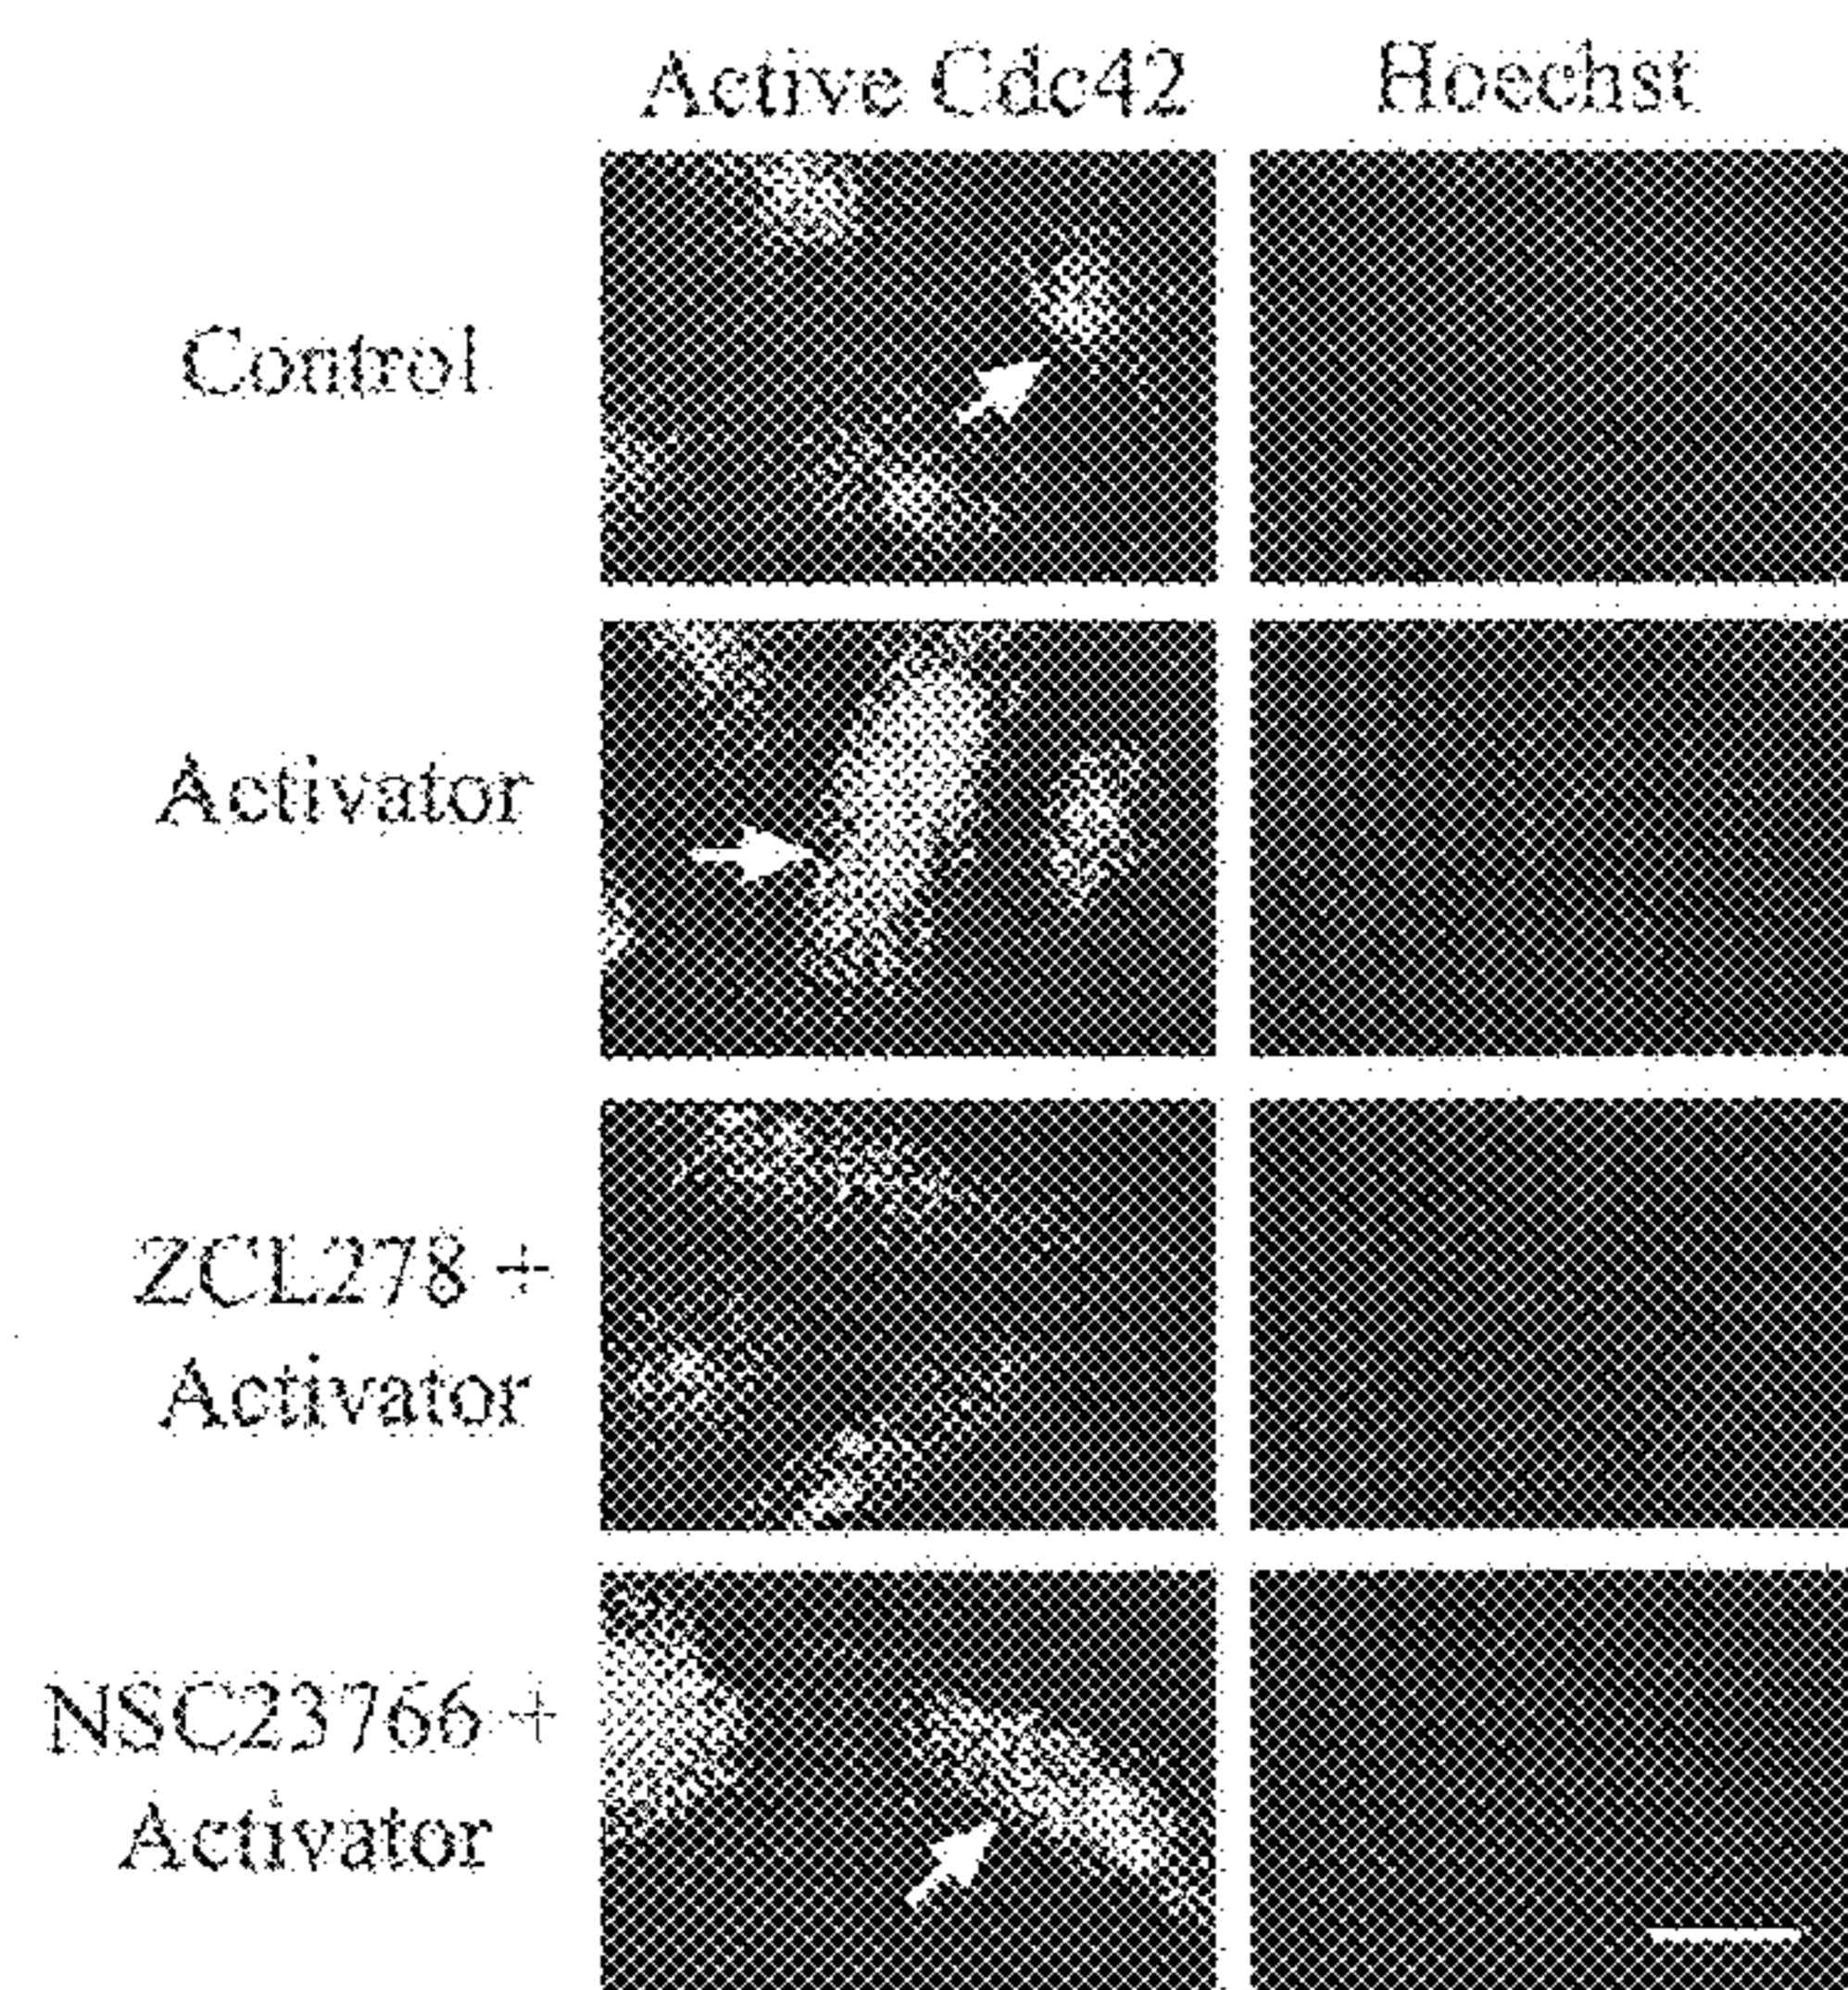 Active Cdc42 Hoechst
Control
Activator
ZCL278 +
Activator
NSC23766 +
Activator